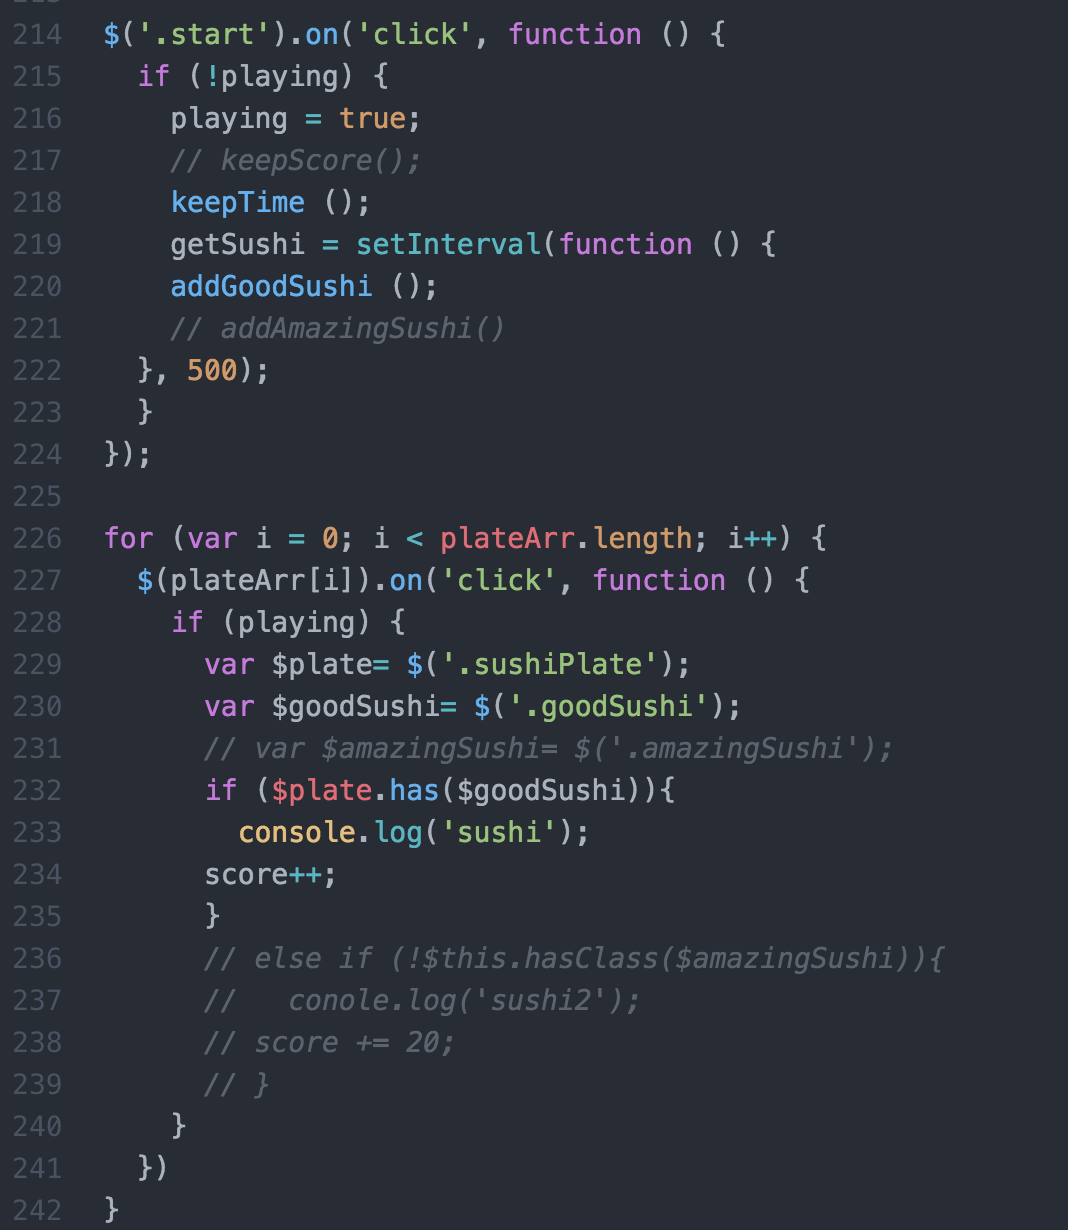 214 $('.start').on('click', function () {
215 if (!playing) {
216 playing = true;
217 // keepScore();
218 keepTime ();
219 getSushi = setInterval(function () {
220 addGoodSushi ();
221 // addAmazingSushi()
222 }, 500);
223 }
224 });
225
226 for (var i = 0; i < plateArr.length; i++) {
227 $(plateArr[i]).on('click', function () {
228 if (playing) {
229 var $plate= $('.sushiPlate');
230 var $goodSushi= $('.goodSushi');
231 // var $amazingSushi= $('.amazingSushi');
232 if ($plate.has($goodSushi)){
233 console.log('sushi');
234 score++;
235 }
236 // else if (!$this.hasClass($amazingSushi)){
237 //   conole.log('sushi2');
238 // score += 20;
239 // }
240 }
241 })
242 }